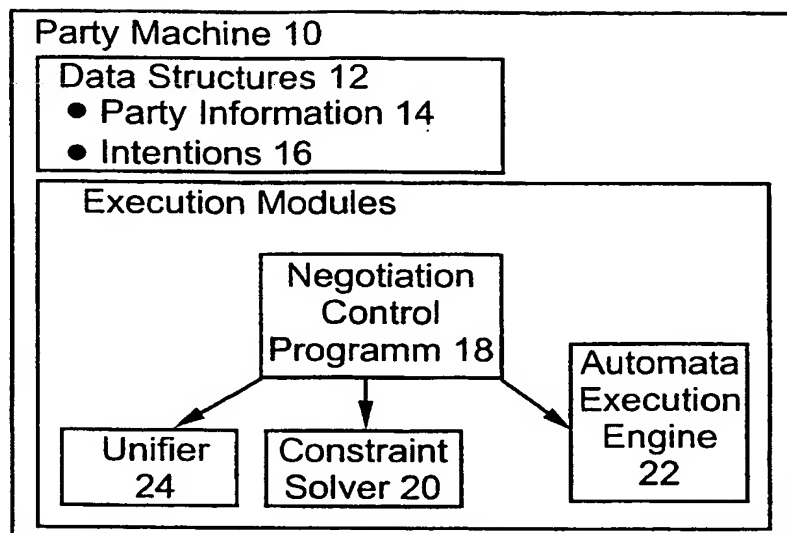 Party Machine 10
Data Structures 12
● Party Information 14
● Intentions 16
Execution Modules
Negotiation
Control
Programm 18
Automata
Execution
Engine
22
Unifier
24
Constraint
Solver 20